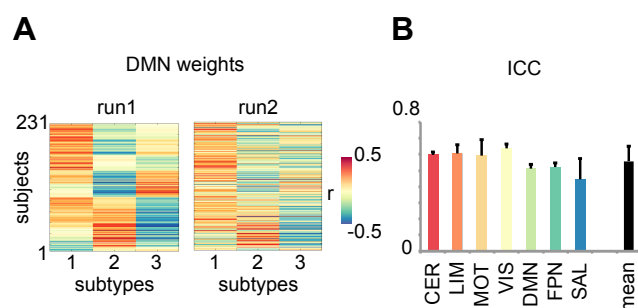 A
DMN weights
run1
run2
231
subjects
1
1 2 3
subtypes
1 2 3
subtypes
0.5
r
-0.5
B
ICC
0.8
0
CER
LIM
MOT
VIS
DMN
FPN
SAL
mean